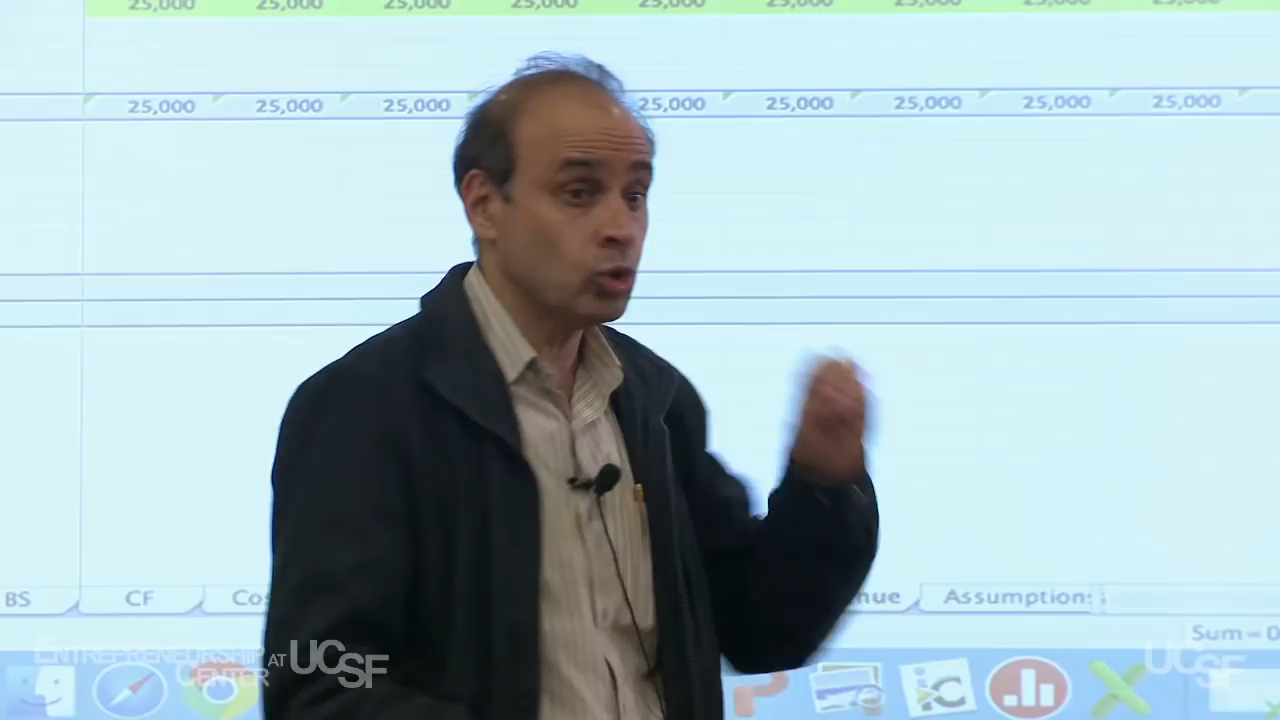 25,000 25,000 25,000 25,000 25,000 25,000 25,000 25,000 25,000
25,000 25,000 25,000 25,000 25,000 25,000 25,000 25,000
BS CF Assumption
Sum=0
ENTREPRENEURSHIP AT UCSF
CENTER
UCSF